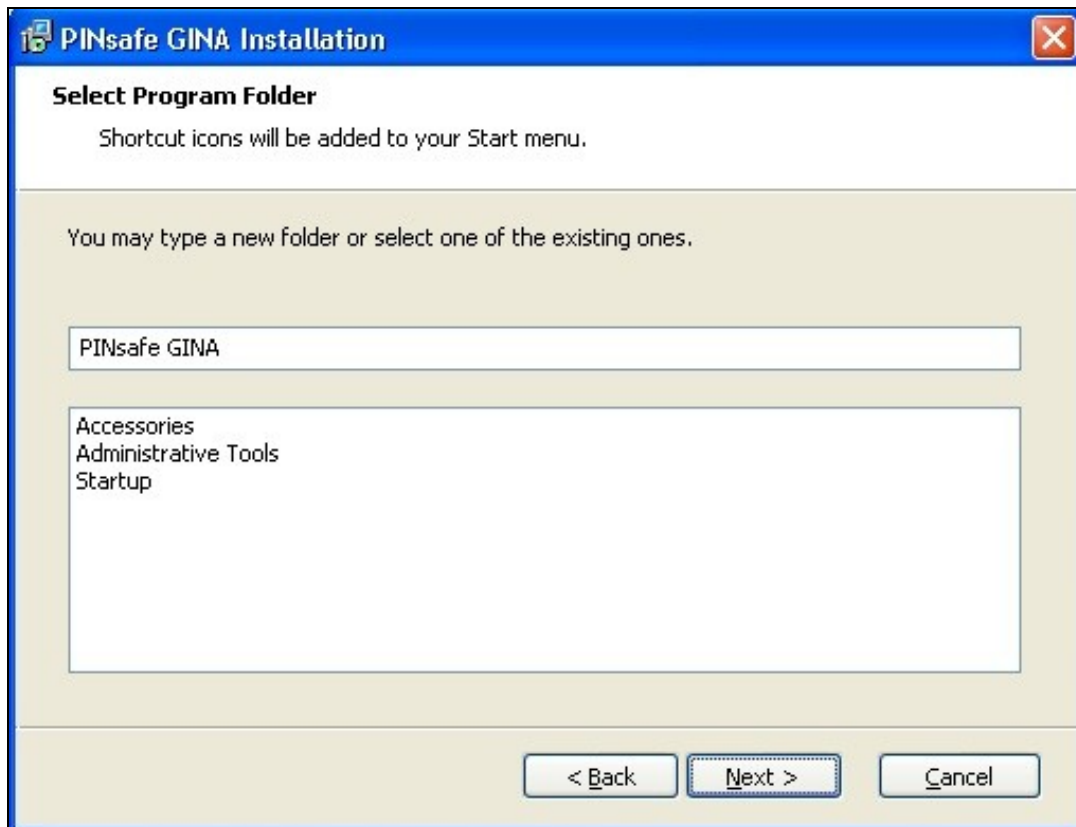 PINsafe GINA Installation
Select Program Folder
Shortcut icons will be added to your Start menu.
You may type a new folder or select one of the existing ones.
PINsafe GINA
Accessories
Administrative Tools
Startup
< Back Next > Cancel